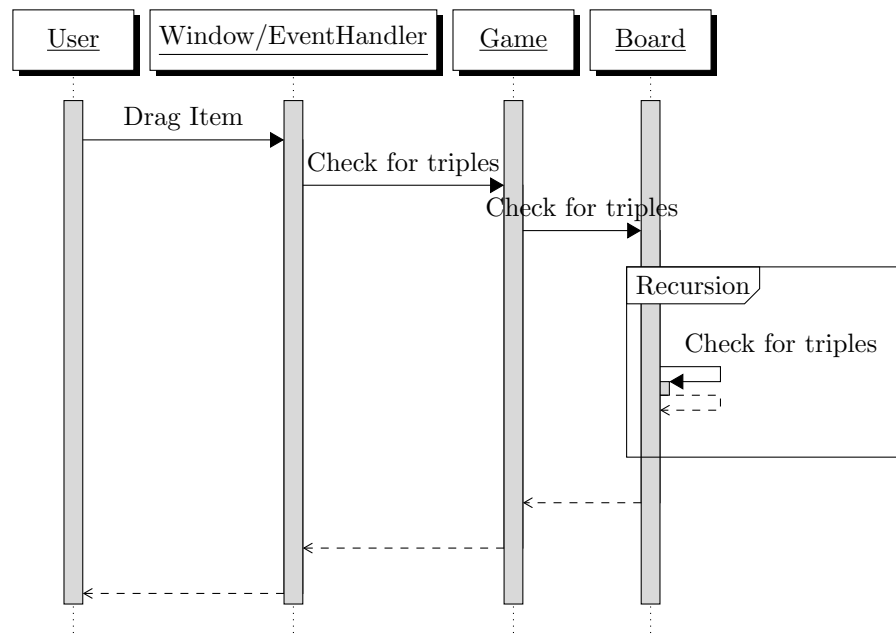 User
Window/EventHandler
Game
Board
Drag Item
Check for triples
Check for triples
Recursion
Check for triples